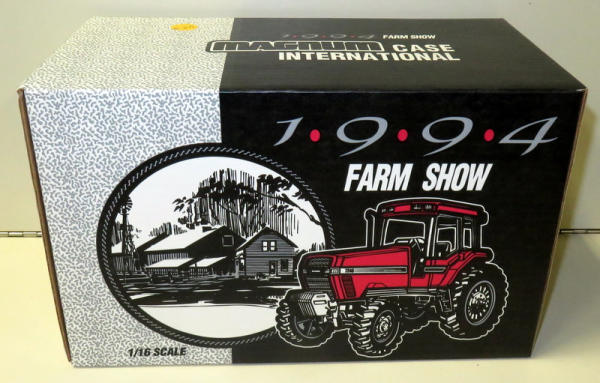 1•9•9•4 FARM SHOW
MAGNUM CASE
INTERNATIONAL
1•9•9•4
FARM SHOW
1/16 SCALE